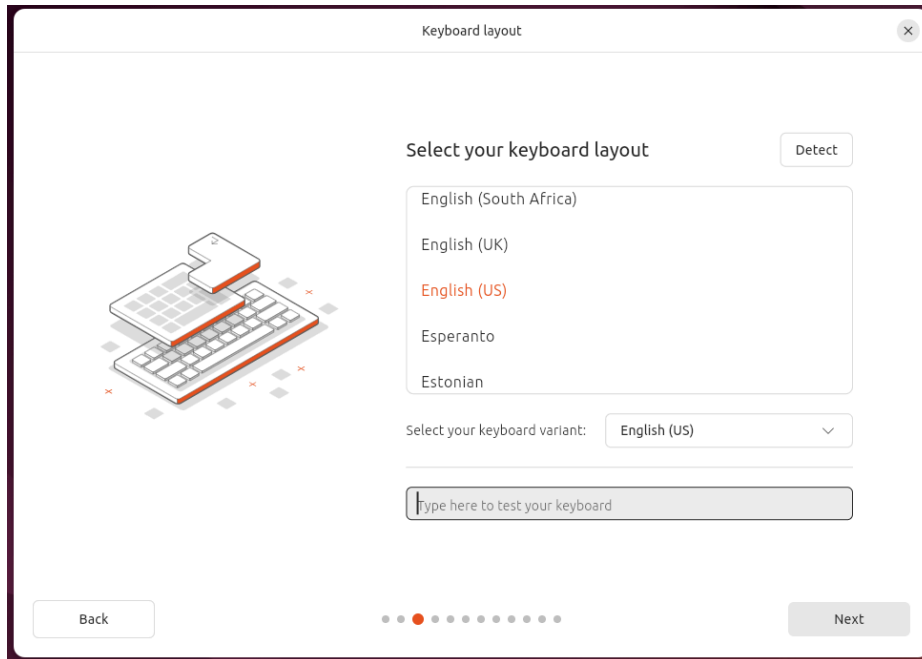 Keyboard layout
Select your keyboard layout
Detect
English (South Africa)
English (UK)
English (US)
Esperanto
Estonian
Select your keyboard variant:
English (US)
Type here to test your keyboard
Back
Next